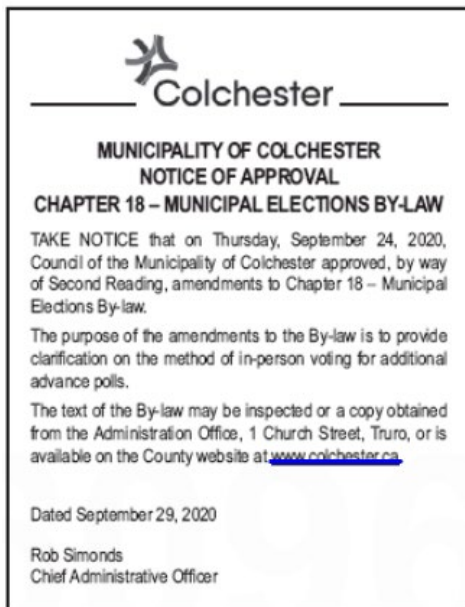 Colchester
MUNICIPALITY OF COLCHESTER
NOTICE OF APPROVAL
CHAPTER 18 – MUNICIPAL ELECTIONS BY-LAW
TAKE NOTICE that on Thursday, September 24, 2020,
Council of the Municipality of Colchester approved, by way
of Second Reading, amendments to Chapter 18 – Municipal
Elections By-law.
The purpose of the amendments to the By-law is to provide
clarification on the method of in-person voting for additional
advance polls.
The text of the By-law may be inspected or a copy obtained
from the Administration Office, 1 Church Street, Truro, or is
available on the County website at www.colchester.ca.
Dated September 29, 2020
Rob Simonds
Chief Administrative Officer